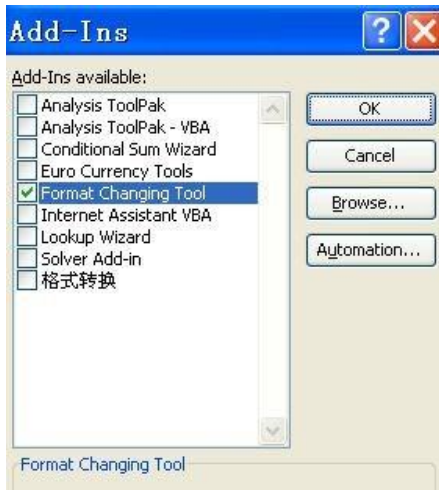 Add-Ins
Add-Ins available:
Analysis ToolPak
Analysis ToolPak - VBA
Conditional Sum Wizard
Euro Currency Tools
Format Changing Tool
Internet Assistant VBA
Lookup Wizard
Solver Add-in
格式转换
OK
Cancel
Browse...
Automation...
Format Changing Tool